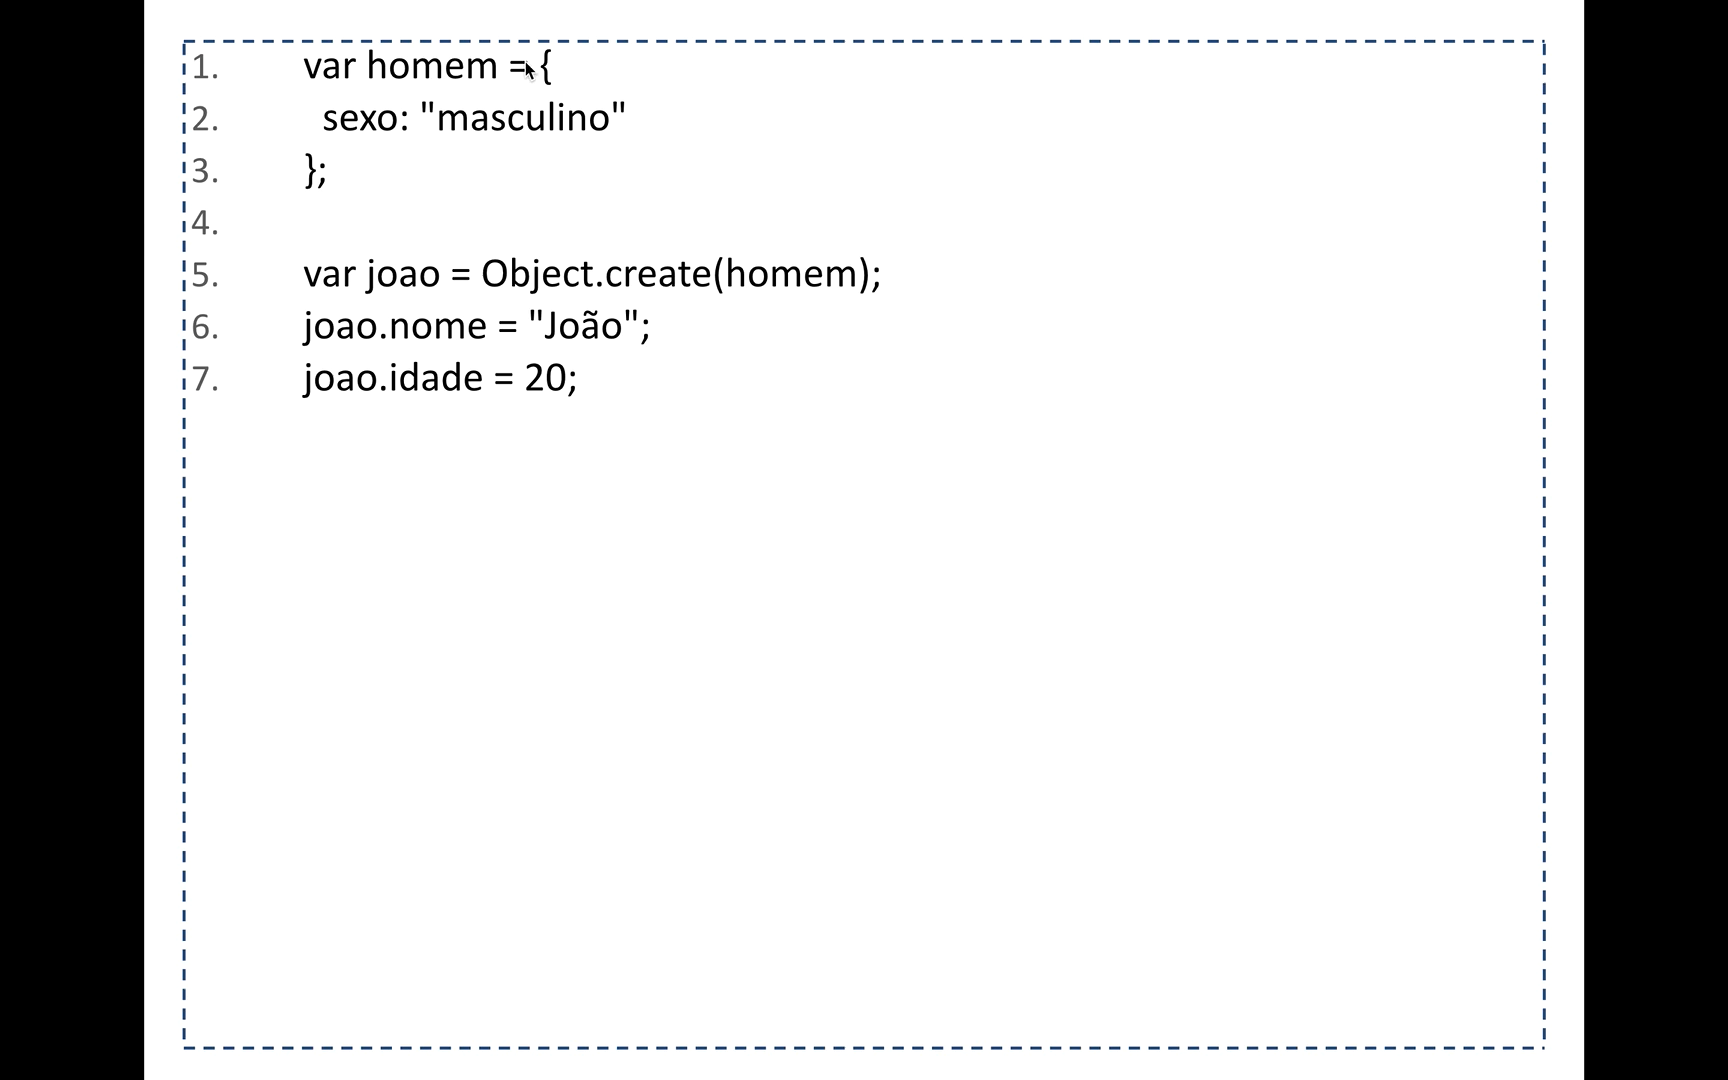 1. var homem = {
2. sexo: "masculino"
3. };
4.
5. var joao = Object.create(homem);
6. joao.nome = "João";
7. joao.idade = 20;